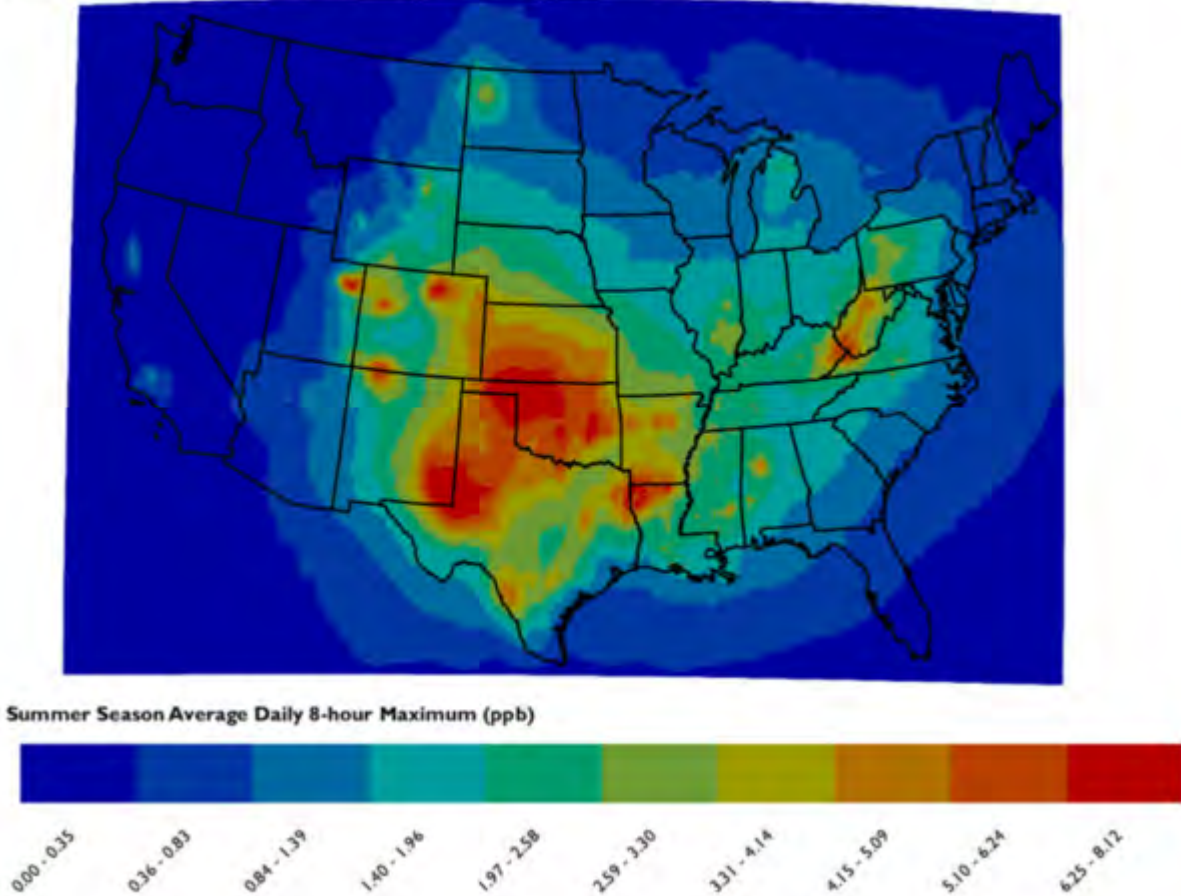 Summer Season Average Daily 8-hour Maximum (ppb)
0.00 - 0.35
0.36 - 0.83
0.84 - 1.39
1.40 - 1.96
1.97 - 2.58
2.59 - 3.30
3.31 - 4.14
4.15 - 5.09
5.10 - 6.24
6.25 - 8.12